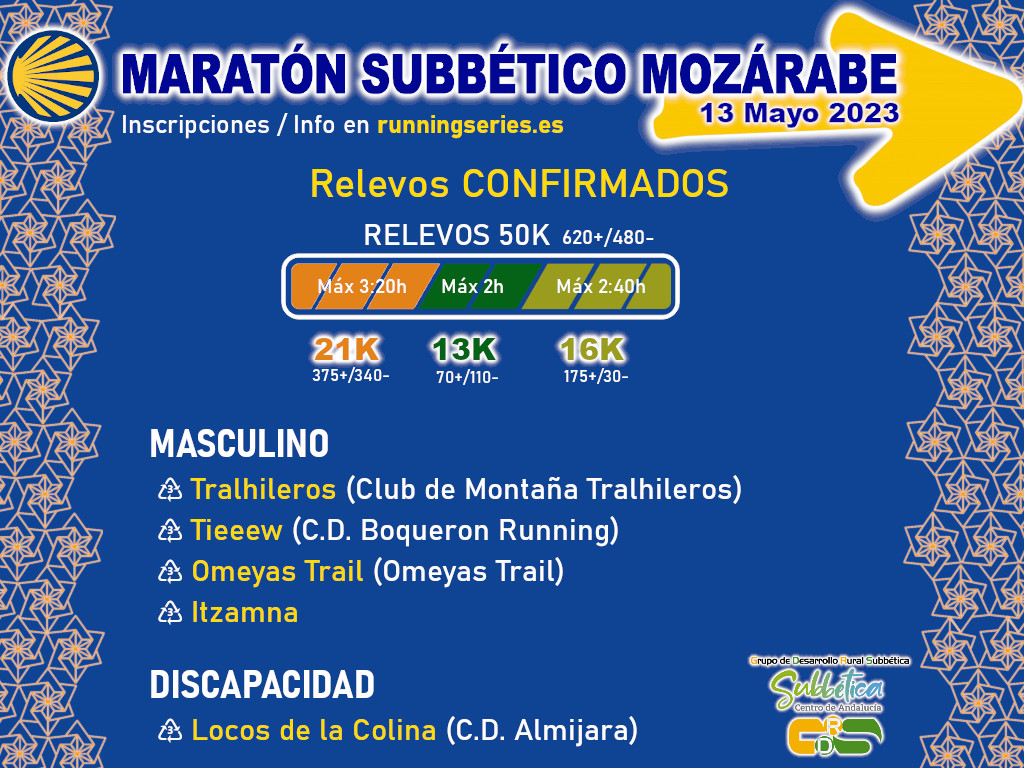 MARATÓN SUBBÉTICO MOZÁRABE
13 Mayo 2023
Inscripciones / Info en runningseries.es
Relevos CONFIRMADOS
RELEVOS 50K 620+/480-
Máx 3:20h Máx 2h Máx 2:40h
21K 13K 16K
375+/340- 70+/110- 175+/30-
MASCULINO
Tralhileros (Club de Montaña Tralhileros)
Tieeew (C.D. Boqueron Running)
Omeyas Trail (Omeyas Trail)
Itzamna
DISCAPACIDAD
Locos de la Colina (C.D. Almijara)
Grupo de Desarrollo Rural Subbética
Subbética
Centro de Andalucía
GDRS